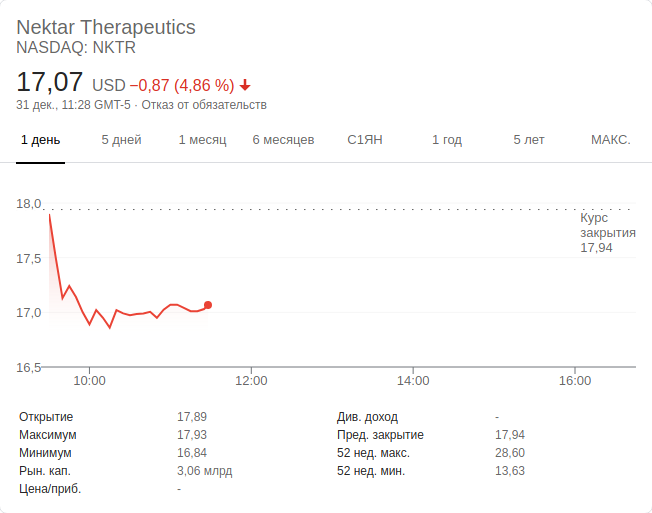 Nektar Therapeutics
NASDAQ: NKTR
17,07 USD −0,87 (4,86 %)
31 дек., 11:28 GMT-5 · Отказ от обязательств
1 день 5 дней 1 месяц 6 месяцев С1ЯН 1 год 5 лет МАКС.
18,0
17,5
17,0
16,5
Курс
закрытия
17,94
10:00 12:00 14:00 16:00
Открытие 17,89 Див. доход -
Максимум 17,93 Пред. закрытие 17,94
Минимум 16,84 52 нед. макс. 28,60
Рын. кап. 3,06 млрд 52 нед. мин. 13,63
Цена/приб. -